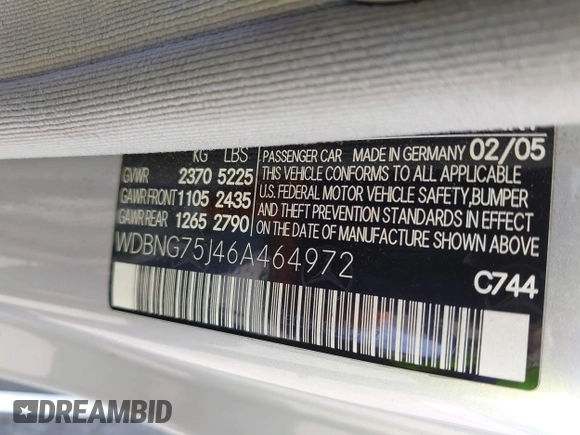 KG LBS
GVWR 2370 5225
GAWR FRONT 1105 2435
GAWR REAR 1265 2790
PASSENGER CAR MADE IN GERMANY 02/05
THIS VEHICLE CONFORMS TO ALL APPLICABLE
U.S. FEDERAL MOTOR VEHICLE SAFETY,BUMPER
AND THEFT PREVENTION STANDARDS IN EFFECT
ON THE DATE OF MANUFACTURE SHOWN ABOVE.
WDBNG75J46A464972
C744
DREAMBID